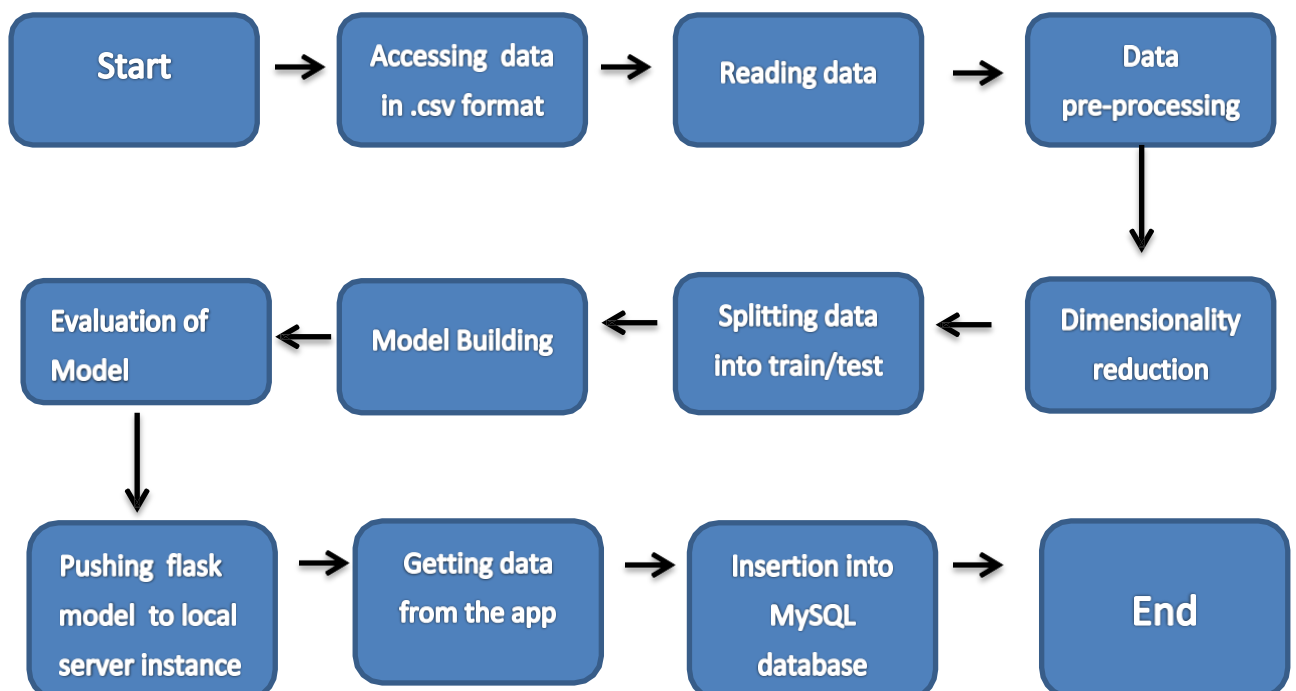 Start
Accessing data
in .csv format
Reading data
Data
pre-processing
Dimensionality
reduction
Splitting data
into train/test
Model Building
Evaluation of
Model
Pushing flask
model to local
server instance
Getting data
from the app
Insertion into
MySQL
database
End